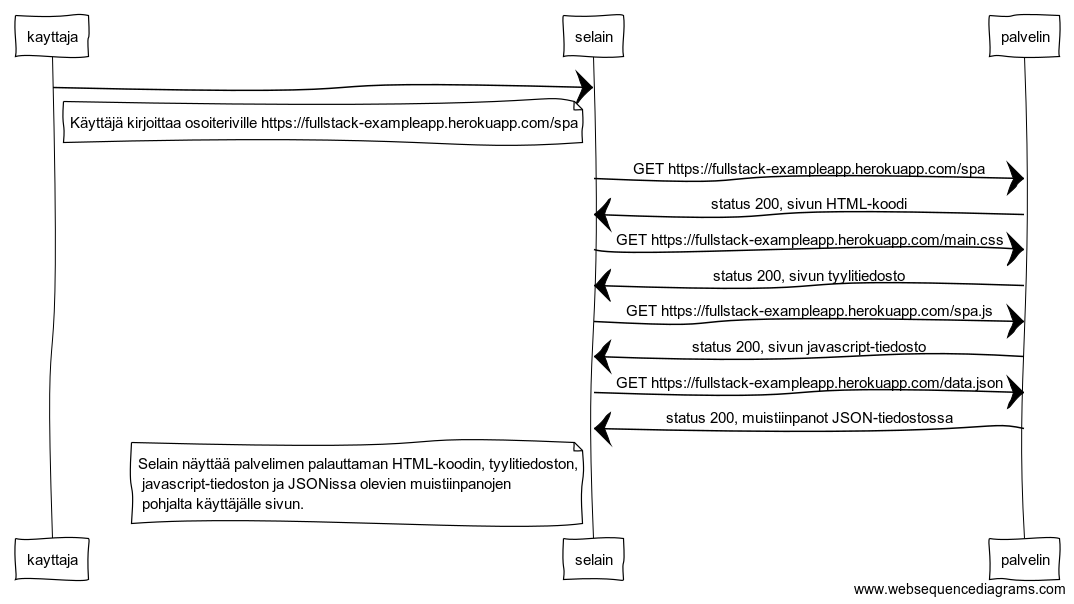 kayttaja
selain
palvelin
Käyttäjä kirjoittaa osoiteriville https://fullstack-exampleapp.herokuapp.com/spa
GET https://fullstack-exampleapp.herokuapp.com/spa
status 200, sivun HTML-koodi
GET https://fullstack-exampleapp.herokuapp.com/main.css
status 200, sivun tyylitiedosto
GET https://fullstack-exampleapp.herokuapp.com/spa.js
status 200, sivun javascript-tiedosto
GET https://fullstack-exampleapp.herokuapp.com/data.json
status 200, muistiinpanot JSON-tiedostossa
Selain näyttää palvelimen palauttaman HTML-koodin, tyylitiedoston,
javascript-tiedoston ja JSONissa olevien muistiinpanojen
pohjalta käyttäjälle sivun.
kayttaja
selain
palvelin
www.websequencediagrams.com